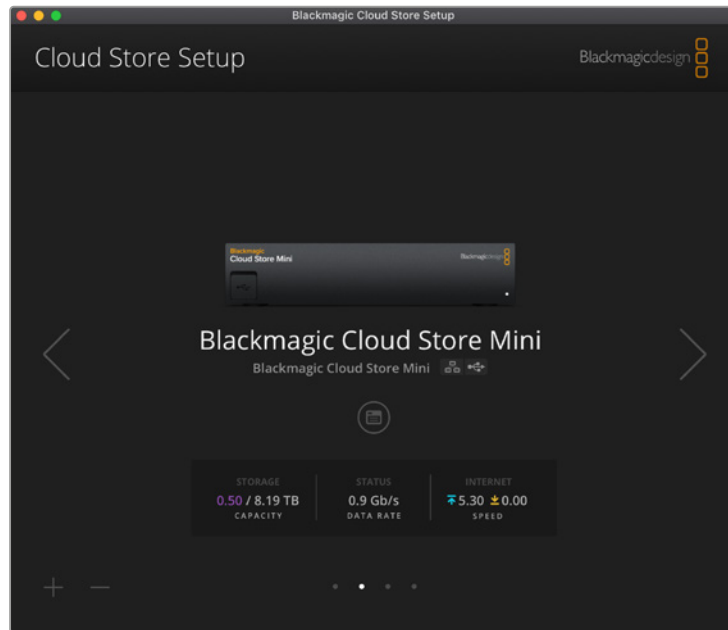 Blackmagic Cloud Store Setup
Cloud Store Setup
Blackmagicdesign
Blackmagic
Cloud Store Mini
Blackmagicdesign
Blackmagic Cloud Store Mini
Blackmagic Cloud Store Mini
STORAGE STATUS INTERNET
0.50 / 8.19 TB 0.9 Gb/s 5.30 0.00
CAPACITY DATA RATE SPEED